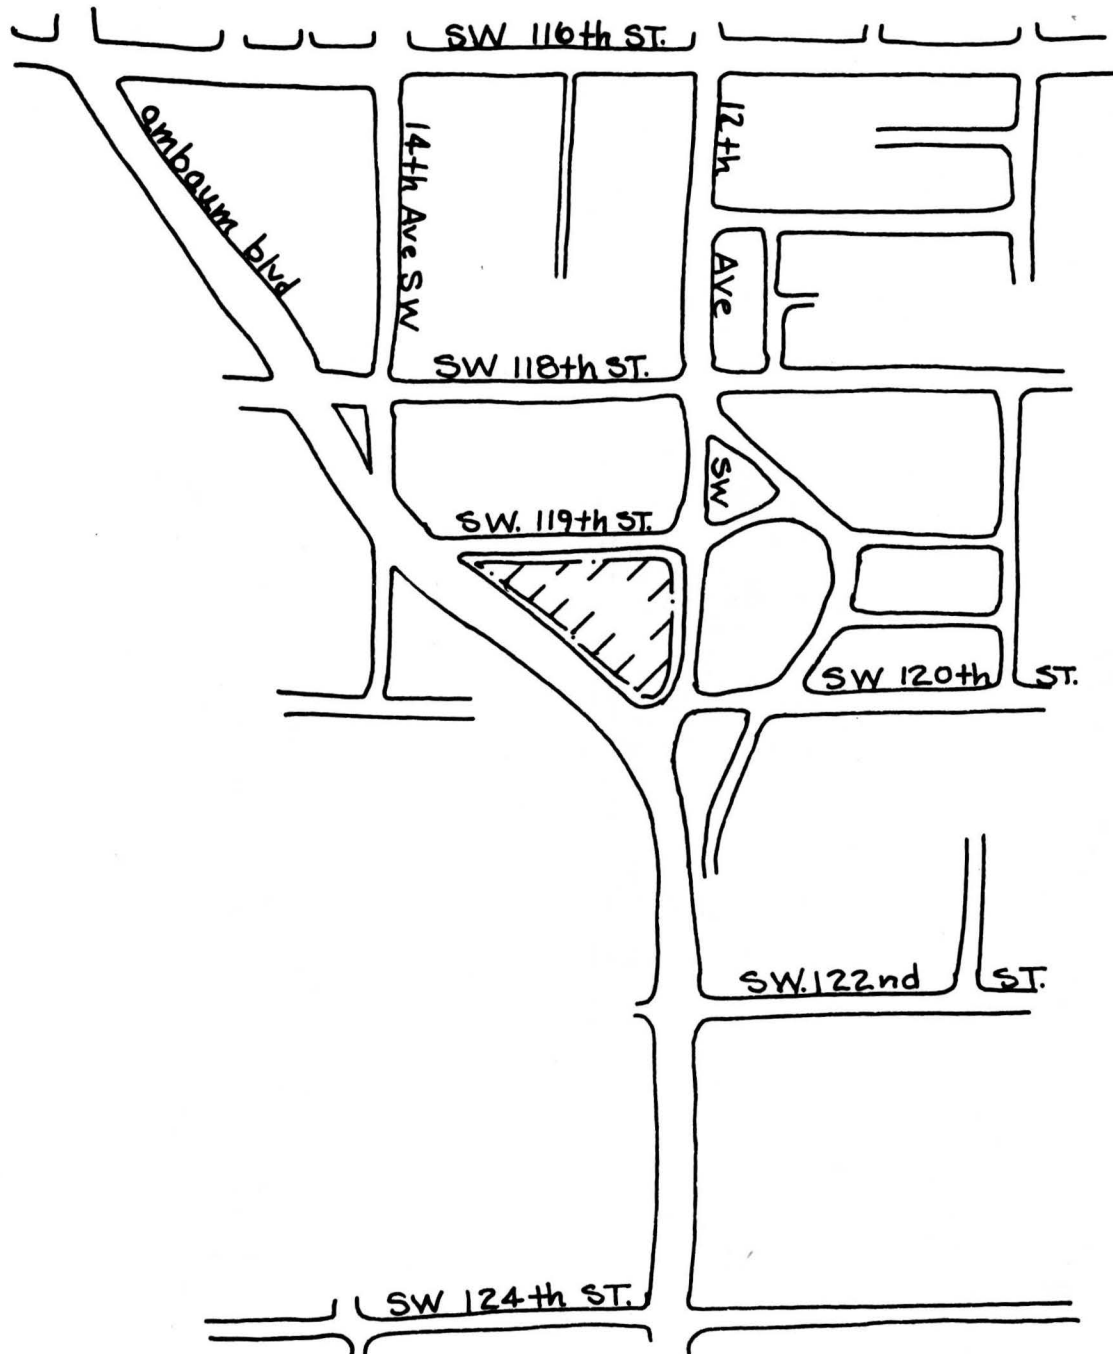 SW 116th ST.
ambaum blvd
14th Ave SW
12th
Ave
SW
SW 118th ST.
SW. 119th ST.
SW 120th ST.
SW. 122nd ST.
SW 124th ST.